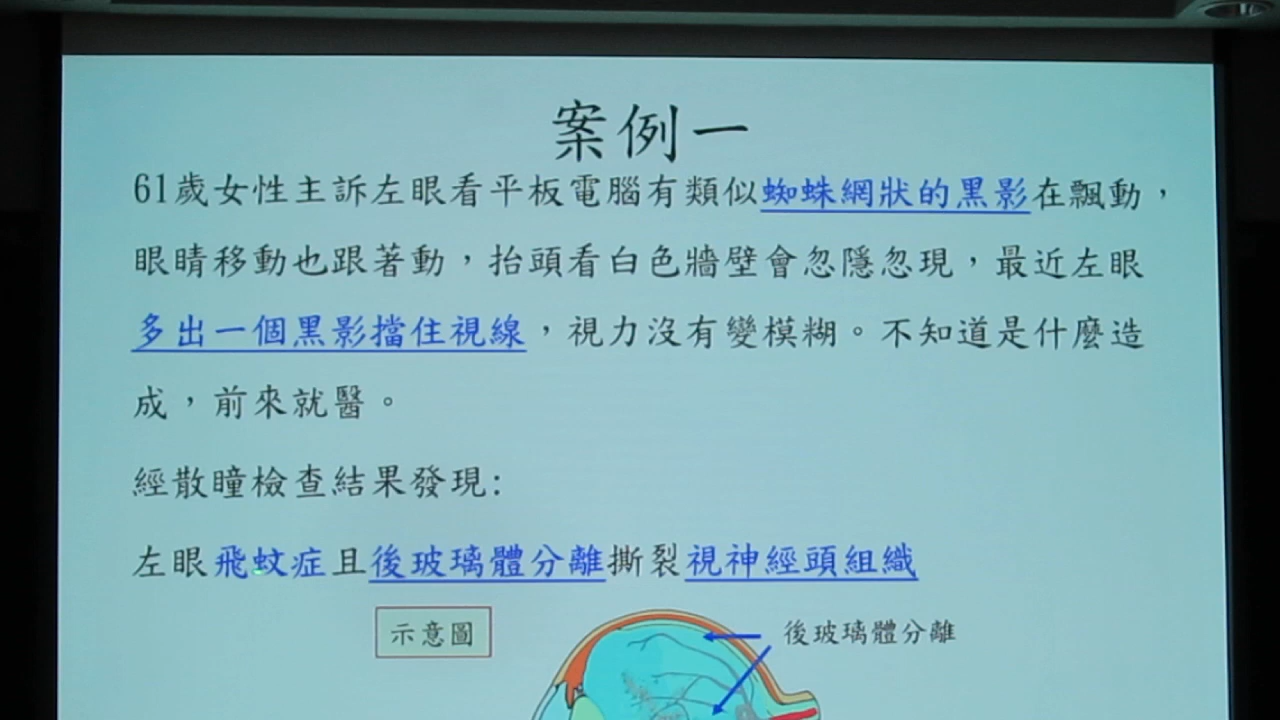 案例一
61歲女性主訴左眼看平板電腦有類似蜘蛛網狀的黑影在飄動，
眼睛移動也跟著動，抬頭看白色牆壁會忽隱忽現，最近左眼
多出一個黑影擋住視線，視力沒有變模糊。不知道是什麼造
成，前來就醫。
經散瞳檢查結果發現:
左眼飛蚊症且後玻璃體分離撕裂視神經頭組織
示意圖
後玻璃體分離